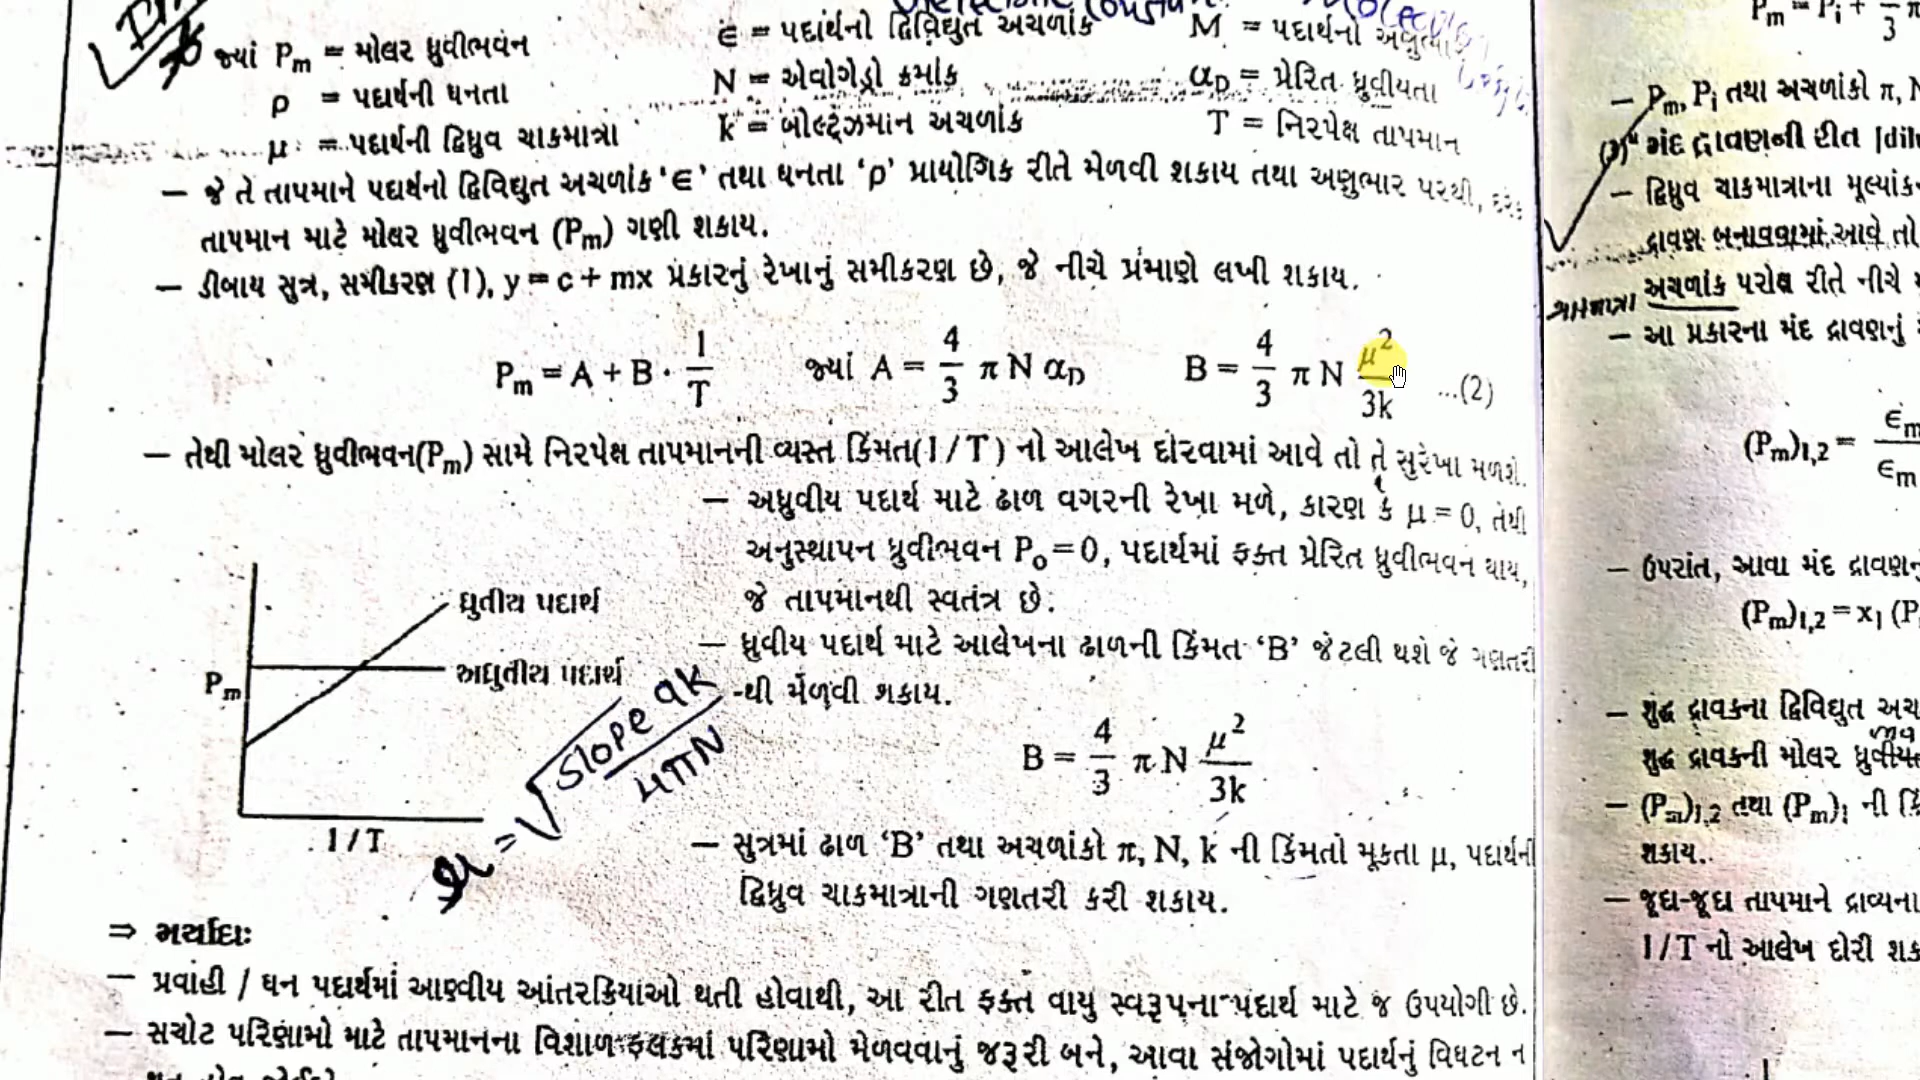 જ્યાં Pm = મોલર ધ્રુવીભવન
∈ = પદાર્થનો દ્વિવિદ્યુત અચળાંક
M = પદાર્થનો
ρ = પદાર્થની ઘનતા
N = એવોગેડ્રો ક્રમાંક
αD = પ્રેરિત ધ્રુવીયતા
μ = પદાર્થની દ્વિધ્રુવ ચાકમાત્રા
k = બોલ્ટ્ઝમાન અચળાંક
T = નિરપેક્ષ તાપમાન
– જે તે તાપમાને પદાર્થનો દ્વિવિદ્યુત અચળાંક '∈' તથા ઘનતા 'ρ' પ્રાયોગિક રીતે મેળવી શકાય તથા અણુભાર પરથી, દરેક
તાપમાન માટે મોલર ધ્રુવીભવન (Pm) ગણી શકાય.
– ડીબાય સુત્ર, સમીકરણ (1), y = c + mx પ્રકારનું રેખાનું સમીકરણ છે, જે નીચે પ્રમાણે લખી શકાય.
Pm = A + B · 1/T જ્યાં A = 4/3 π N αD B = 4/3 π N μ²/3k ...(2)
– તેથી મોલર ધ્રુવીભવન(Pm) સામે નિરપેક્ષ તાપમાનની વ્યસ્ત કિંમત(1/T) નો આલેખ દોરવામાં આવે તો તે સુરેખા મળશે.
– અધ્રુવીય પદાર્થ માટે ઢાળ વગરની રેખા મળે, કારણ કે μ = 0, તેથી
અનુસ્થાપન ધ્રુવીભવન Po = 0, પદાર્થમાં ફક્ત પ્રેરિત ધ્રુવીભવન થાય,
જે તાપમાનથી સ્વતંત્ર છે.
– ધ્રુવીય પદાર્થ માટે આલેખના ઢાળની કિંમત 'B' જેટલી થશે જે ગણતરી
-થી મેળવી શકાય.
B = 4/3 π N μ²/3k
– સુત્રમાં ઢાળ 'B' તથા અચળાંકો π, N, k ની કિંમતો મૂકતા μ, પદાર્થની
દ્વિધ્રુવ ચાકમાત્રાની ગણતરી કરી શકાય.
ધ્રુતીય પદાર્થ
અધ્રુતીય પદાર્થ
Pm
1/T
μ = √ slope 9K / 4πN
⇒ મર્યાદાઃ
– પ્રવાહી / ઘન પદાર્થમાં આણ્વીય આંતરક્રિયાઓ થતી હોવાથી, આ રીત ફક્ત વાયુ સ્વરૂપના પદાર્થ માટે જ ઉપયોગી છે.
– સચોટ પરિણામો માટે તાપમાનના વિશાળ ફલકમાં પરિણામો મેળવવાનું જરૂરી બને, આવા સંજોગોમાં પદાર્થનું વિઘટન ન
Pm = Pi +
– Pm, Pi તથા અચળાંકો π, N
મંદ દ્રાવણની રીત
– દ્વિધ્રુવ ચાકમાત્રાના
દ્રાવણ બનાવવામાં આવે તો
અચળાંક પરોક્ષ રીતે નીચે
– આ પ્રકારના મંદ દ્રાવણનું
(Pm)1,2 = ∈m / ∈m
– ઉપરાંત, આવા મંદ
(Pm)1,2 = x1 (P
– શુદ્ધ દ્રાવકના દ્વિવિદ્યુત
શુદ્ધ દ્રાવકની મોલર
– (Pm)1,2 તથા (Pm)1 ની
શકાય.
– જૂદા-જૂદા તાપમાને દ્રાવ્યના
1/T નો આલેખ દોરી